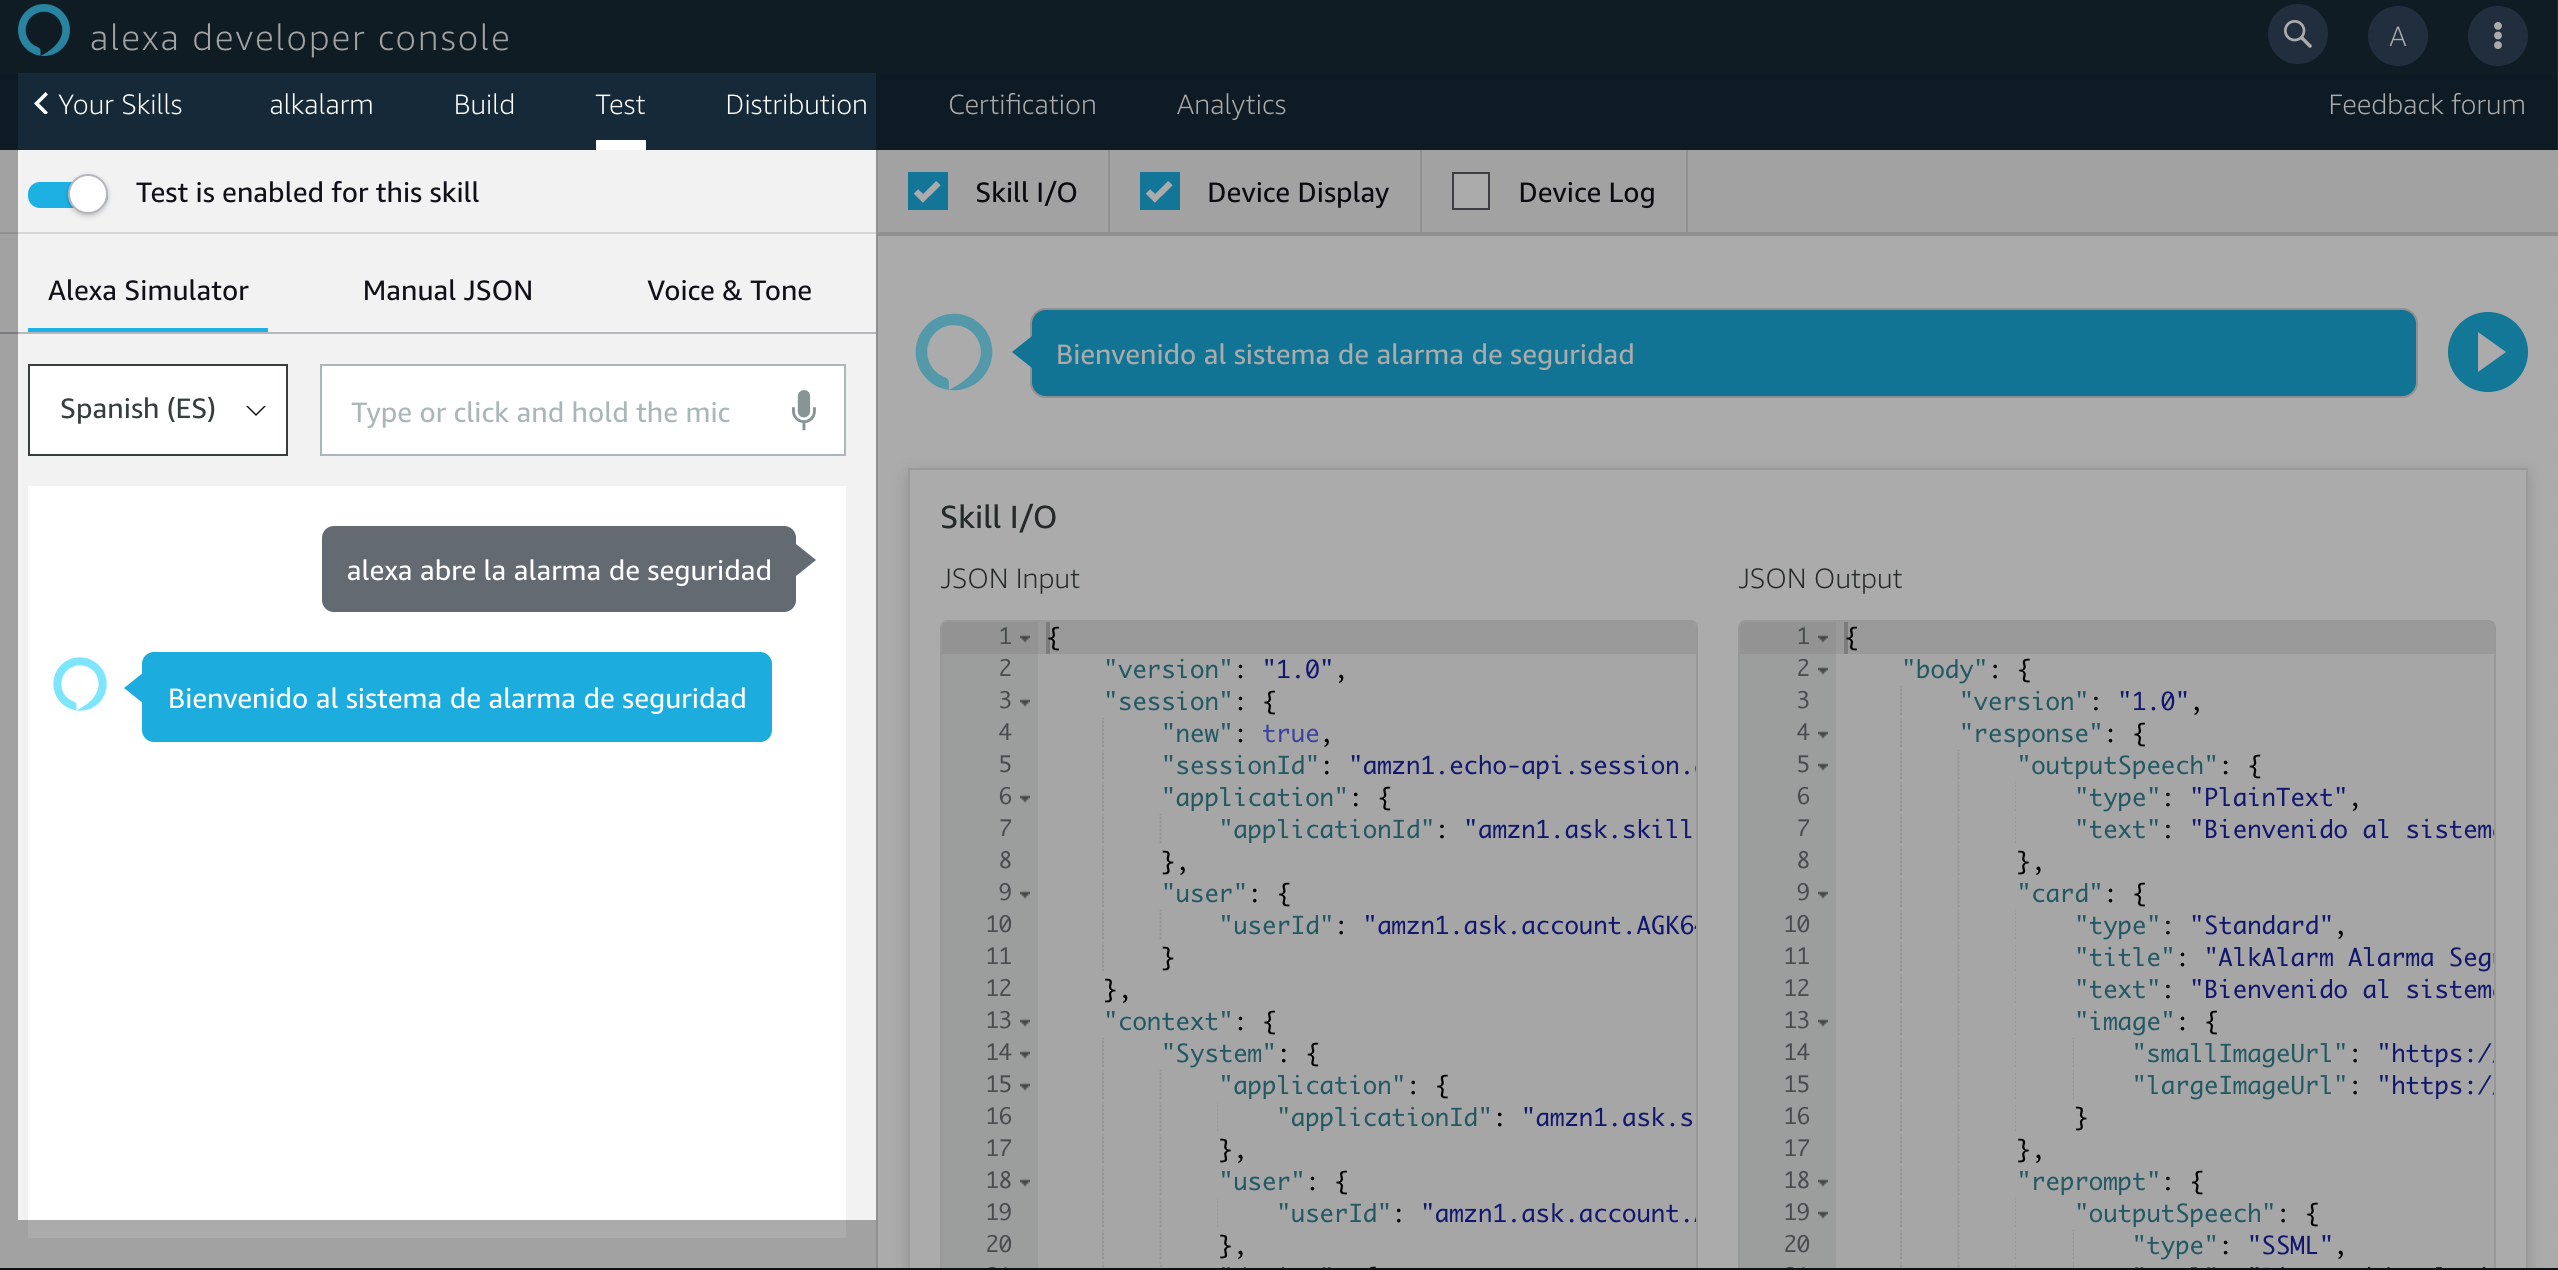 alexa developer console
A
Your Skills
alkalarm
Build
Test
Distribution
Certification
Analytics
Feedback forum
Test is enabled for this skill
Skill I/O
Device Display
Device Log
Alexa Simulator
Manual JSON
Voice & Tone
Spanish (ES)
Type or click and hold the mic
alexa abre la alarma de seguridad
Bienvenido al sistema de alarma de seguridad
Bienvenido al sistema de alarma de seguridad
Skill I/O
JSON Input
1 {
2 "version": "1.0",
3 "session": {
4 "new": true,
5 "sessionId": "amzn1.echo-api.session.
6 "application": {
7 "applicationId": "amzn1.ask.skill
8 },
9 "user": {
10 "userId": "amzn1.ask.account.AGK6
11 }
12 },
13 "context": {
14 "System": {
15 "application": {
16 "applicationId": "amzn1.ask.s
17 },
18 "user": {
19 "userId": "amzn1.ask.account.
20 },
JSON Output
1 {
2 "body": {
3 "version": "1.0",
4 "response": {
5 "outputSpeech": {
6 "type": "PlainText",
7 "text": "Bienvenido al sistem
8 },
9 "card": {
10 "type": "Standard",
11 "title": "AlkAlarm Alarma Seg
12 "text": "Bienvenido al sistem
13 "image": {
14 "smallImageUrl": "https:/
15 "largeImageUrl": "https:/
16 }
17 },
18 "reprompt": {
19 "outputSpeech": {
20 "type": "SSML",